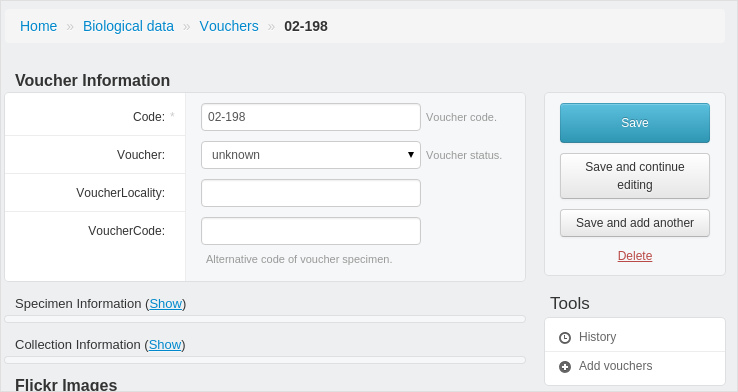 Home » Biological data » Vouchers » 02-198
Voucher Information
Code: * 02-198 Voucher code.
Voucher: unknown Voucher status.
VoucherLocality:
VoucherCode:
Alternative code of voucher specimen.
Specimen Information (Show)
Collection Information (Show)
Flickr Images
Save
Save and continue
editing
Save and add another
Delete
Tools
History
Add vouchers